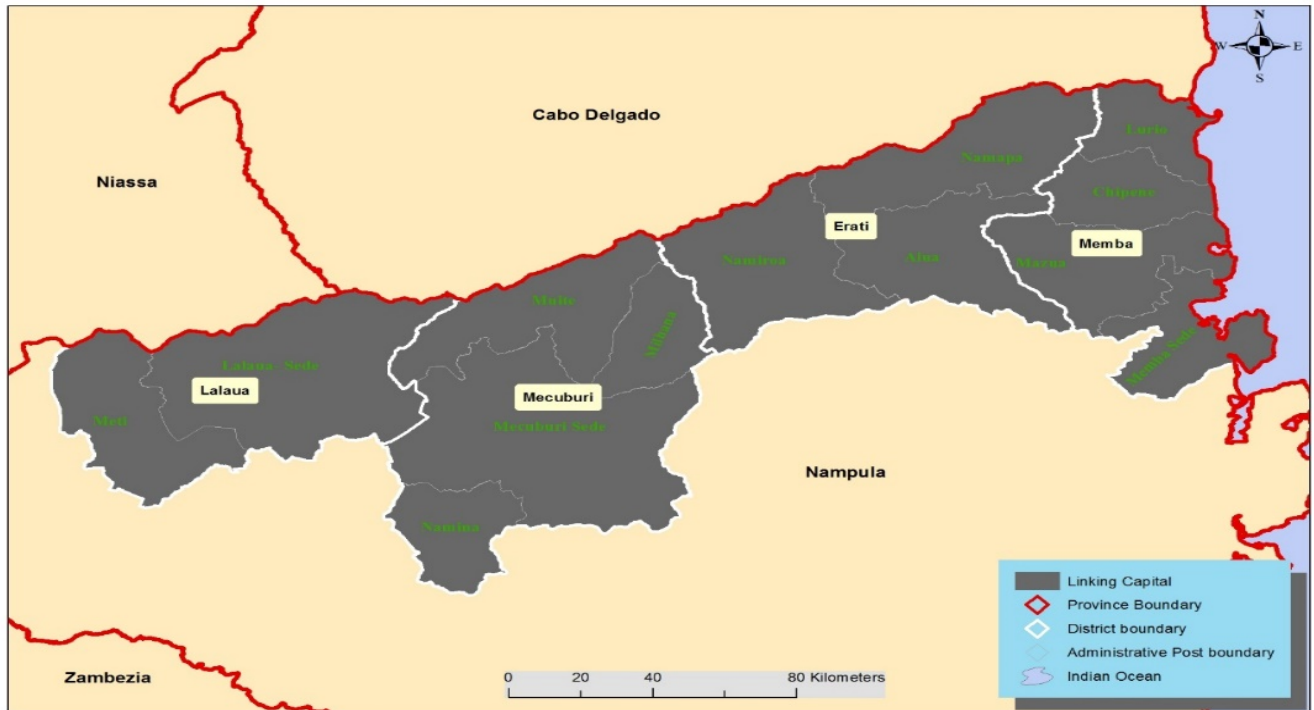 N
W E
S
Cabo Delgado
Lurio
Namapa
Niassa
Chipene
Erati
Memba
Namiroa
Alua
Mazua
Muite
Memba Sede
Lalaua Sede
Lalaua
Mecuburi
Meti
Mecuburi Sede
Nampula
Namina
Linking Capital
Province Boundary
District boundary
Administrative Post boundary
Indian Ocean
Zambezia
0 20 40 80 Kilometers